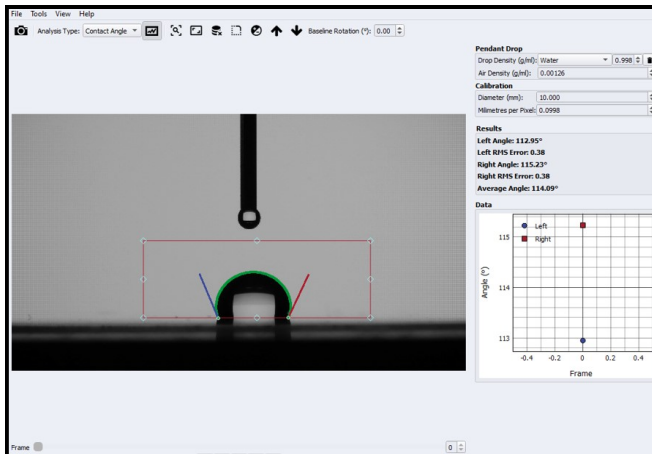 File Tools View Help
Analysis Type: Contact Angle Baseline Rotation (°): 0.00
Pendant Drop
Drop Density (g/ml): Water 0.998
Air Density (g/ml): 0.00126
Calibration
Diameter (mm): 10.000
Milimetres per Pixel: 0.0998
Results
Left Angle: 112.95°
Left RMS Error: 0.38
Right Angle: 115.23°
Right RMS Error: 0.38
Average Angle: 114.09°
Data
Left
Right
115
114
113
Angle (°)
-0.4 -0.2 0 0.2 0.4
Frame
Frame 0